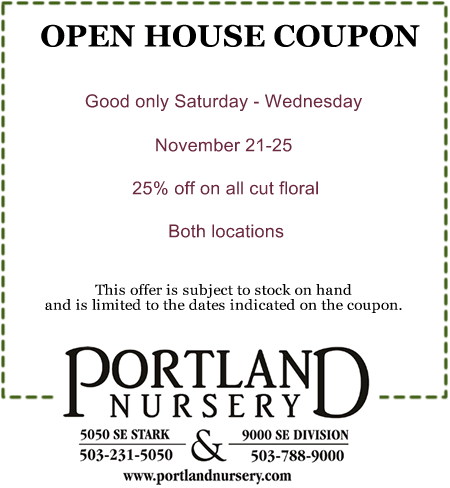 OPEN HOUSE COUPON
Good only Saturday - Wednesday
November 21-25
25% off on all cut floral
Both locations
This offer is subject to stock on hand
and is limited to the dates indicated on the coupon.
PORTLAND
NURSERY
5050 SE STARK & 9000 SE DIVISION
503-231-5050 503-788-9000
www.portlandnursery.com